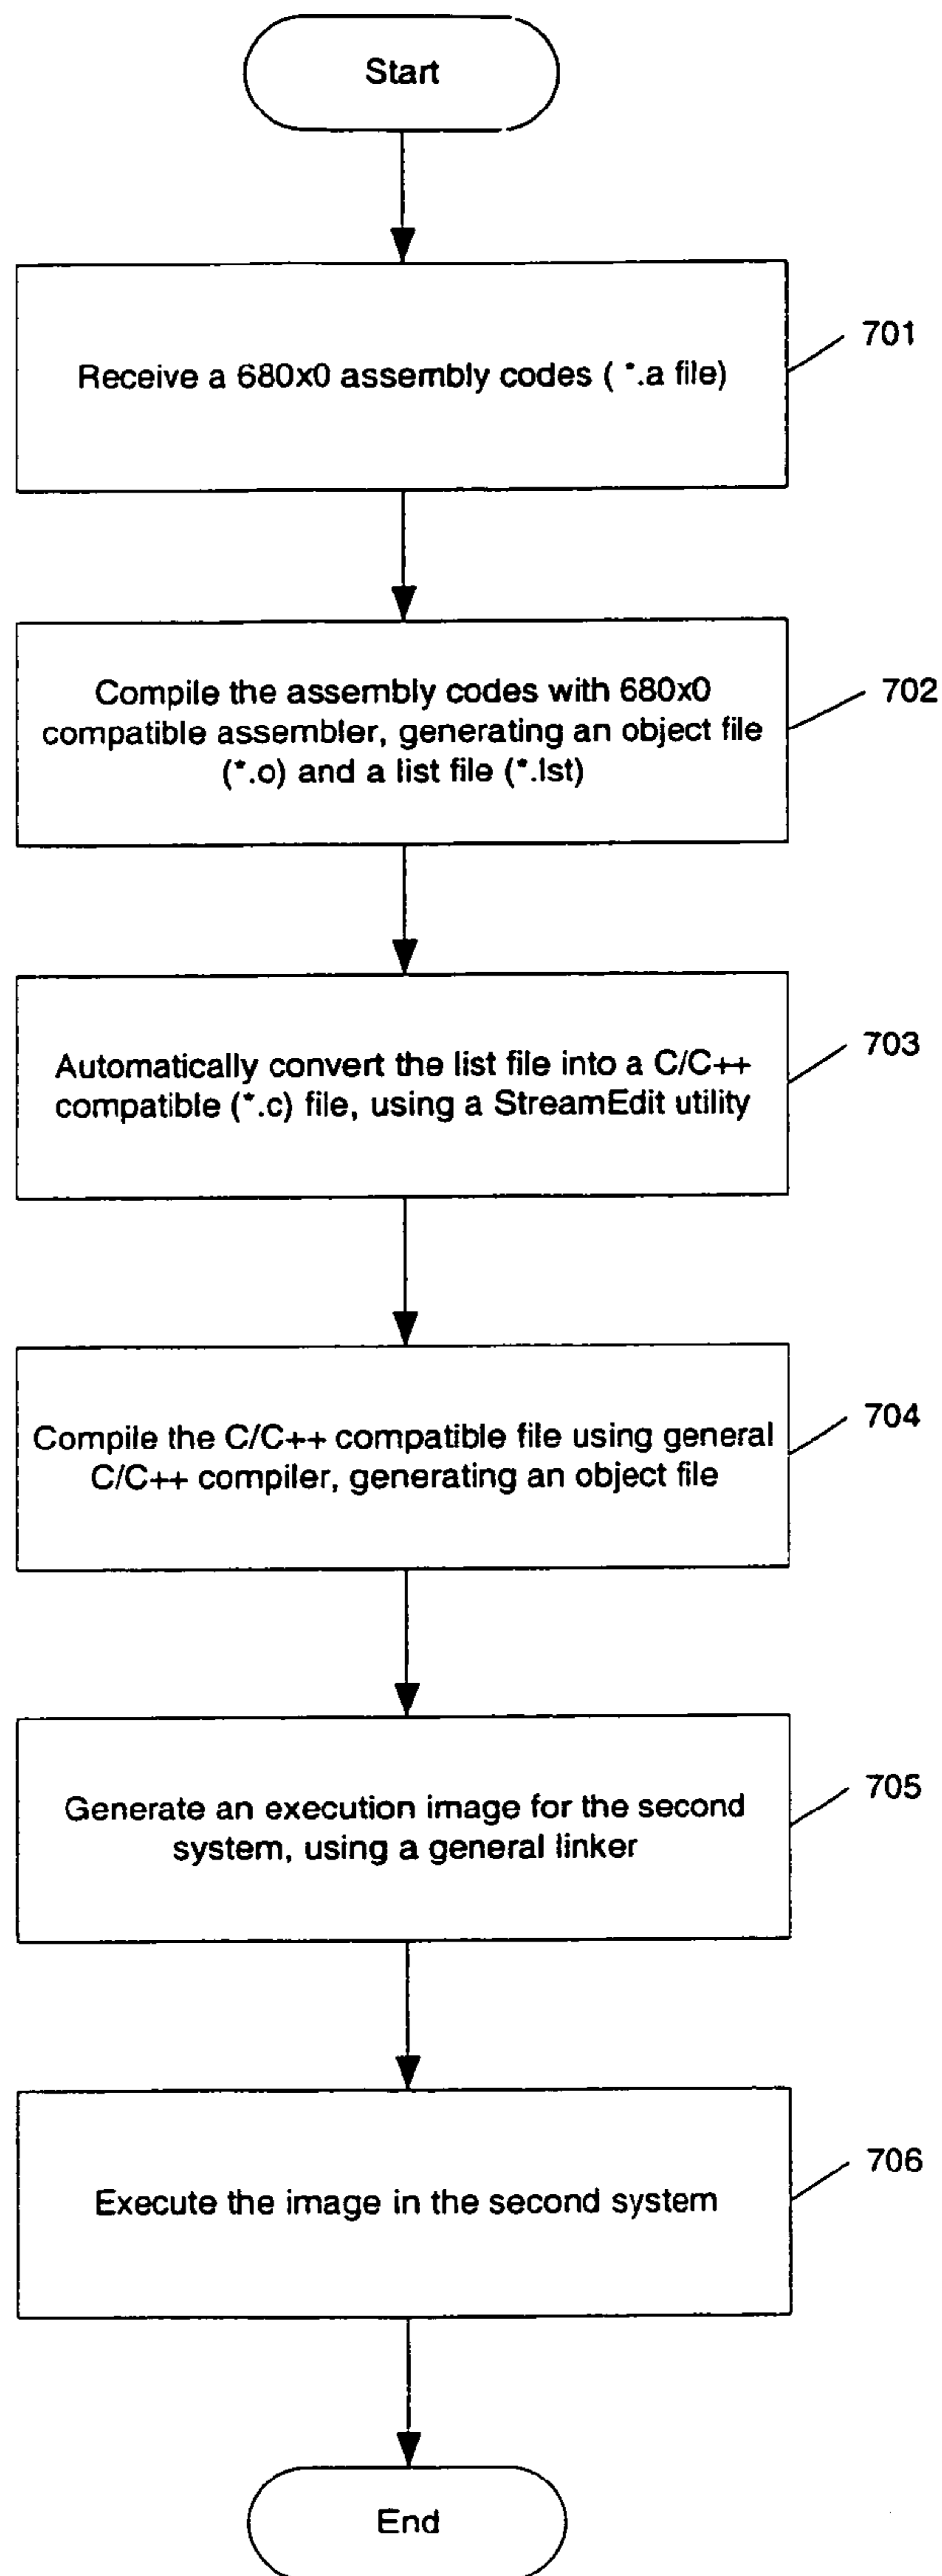 Start
Receive a 680x0 assembly codes ( *.a file)
701
Compile the assembly codes with 680x0
compatible assembler, generating an object file
(*.o) and a list file (*.lst)
702
Automatically convert the list file into a C/C++
compatible (*.c) file, using a StreamEdit utility
703
Compile the C/C++ compatible file using general
C/C++ compiler, generating an object file
704
Generate an execution image for the second
system, using a general linker
705
Execute the image in the second system
706
End